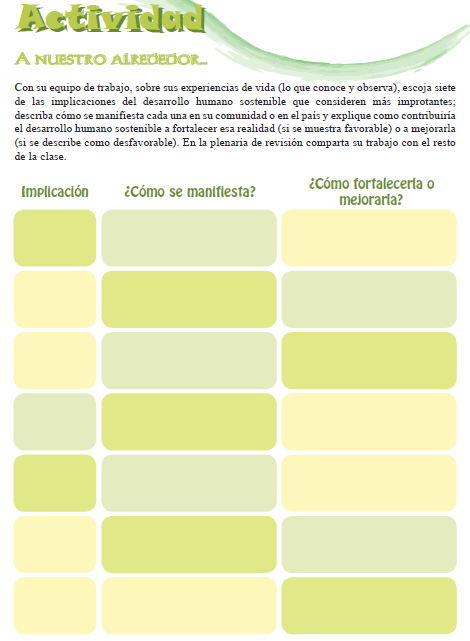 Actividad
A NUESTRO ALREDEDOR...
Con su equipo de trabajo, sobre sus experiencias de vida (lo que conoce y observa), escoja siete
de las implicaciones del desarrollo humano sostenible que consideren más improtantes;
describa cómo se manifiesta cada una en su comunidad o en el país y explique como contribuiría
el desarrollo humano sostenible a fortalecer esa realidad (si se muestra favorable) o a mejorarla
(si se describe como desfavorable). En la plenaria de revisión comparta su trabajo con el resto
de la clase.
Implicación ¿Cómo se manifiesta? ¿Cómo fortalecerla o
mejorarla?